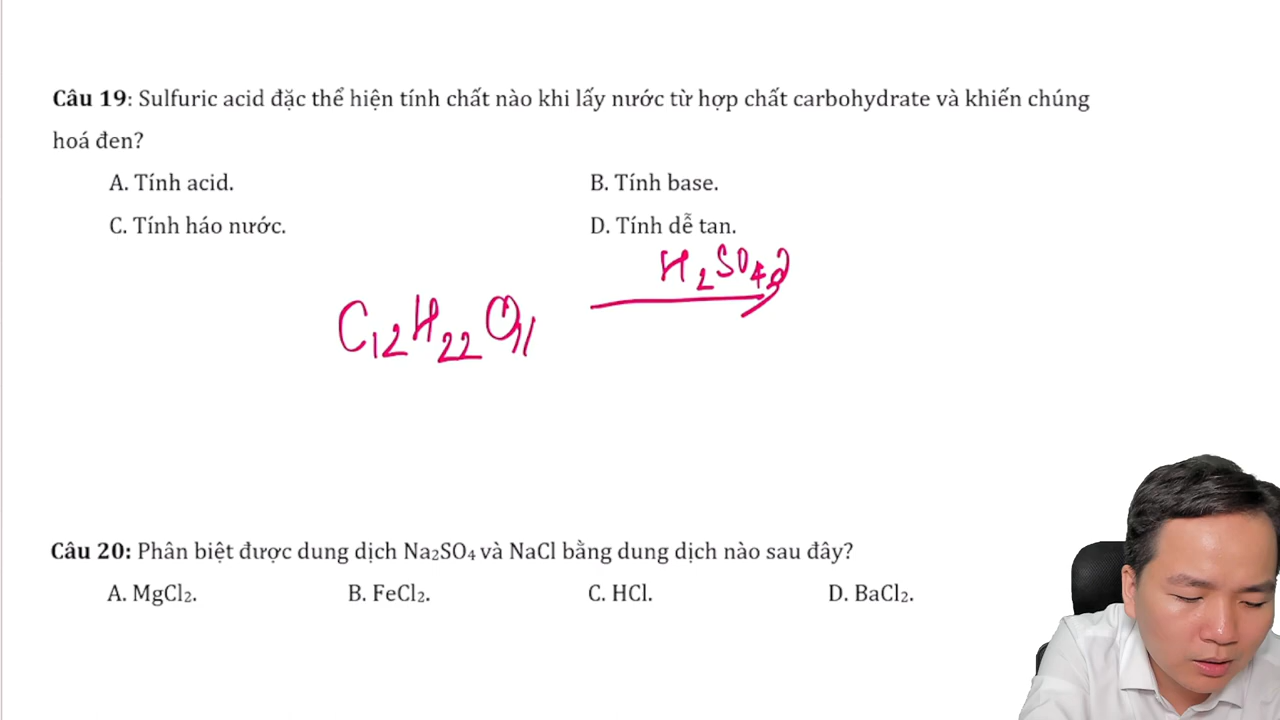 Câu 19: Sulfuric acid đặc thể hiện tính chất nào khi lấy nước từ hợp chất carbohydrate và khiến chúng
hoá đen?
A. Tính acid. B. Tính base.
C. Tính háo nước. D. Tính dễ tan.
H₂SO₄đ
C₁₂H₂₂O₁₁
Câu 20: Phân biệt được dung dịch Na₂SO₄ và NaCl bằng dung dịch nào sau đây?
A. MgCl₂. B. FeCl₂. C. HCl. D. BaCl₂.